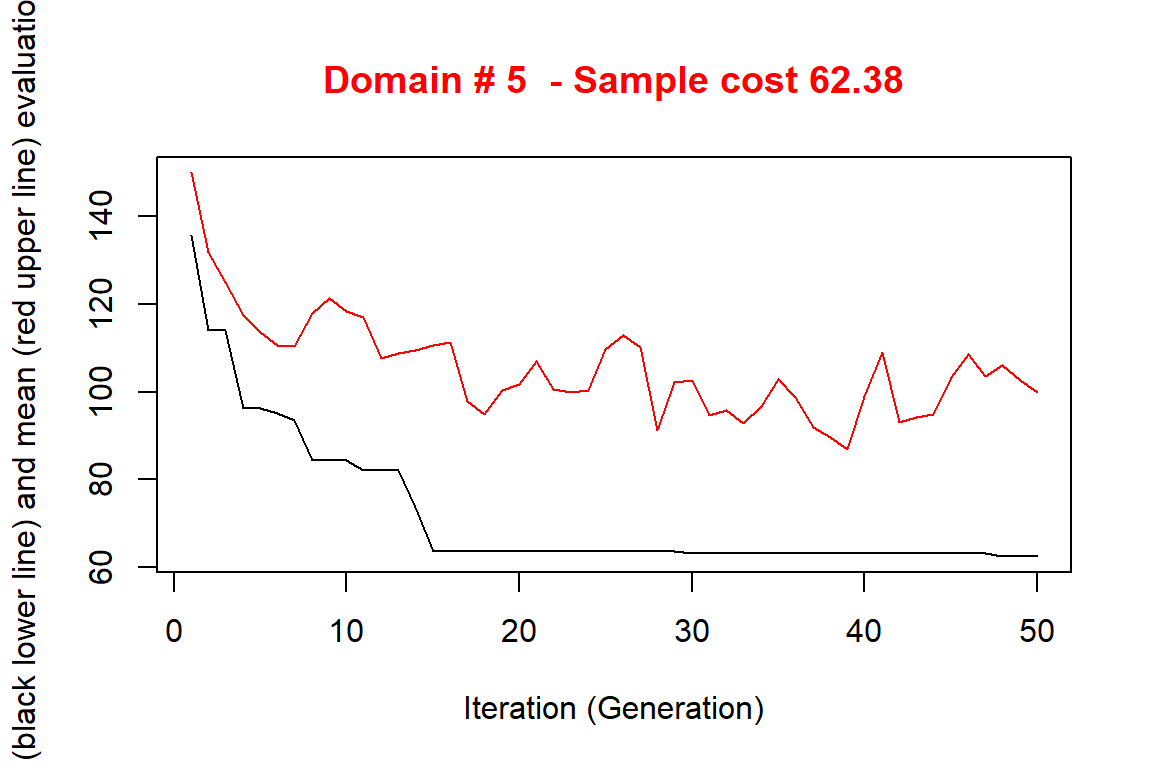 Domain # 5  - Sample cost 62.38
(black lower line) and mean (red upper line)
140
120
100
80
60
0 10 20 30 40 50
Iteration (Generation)